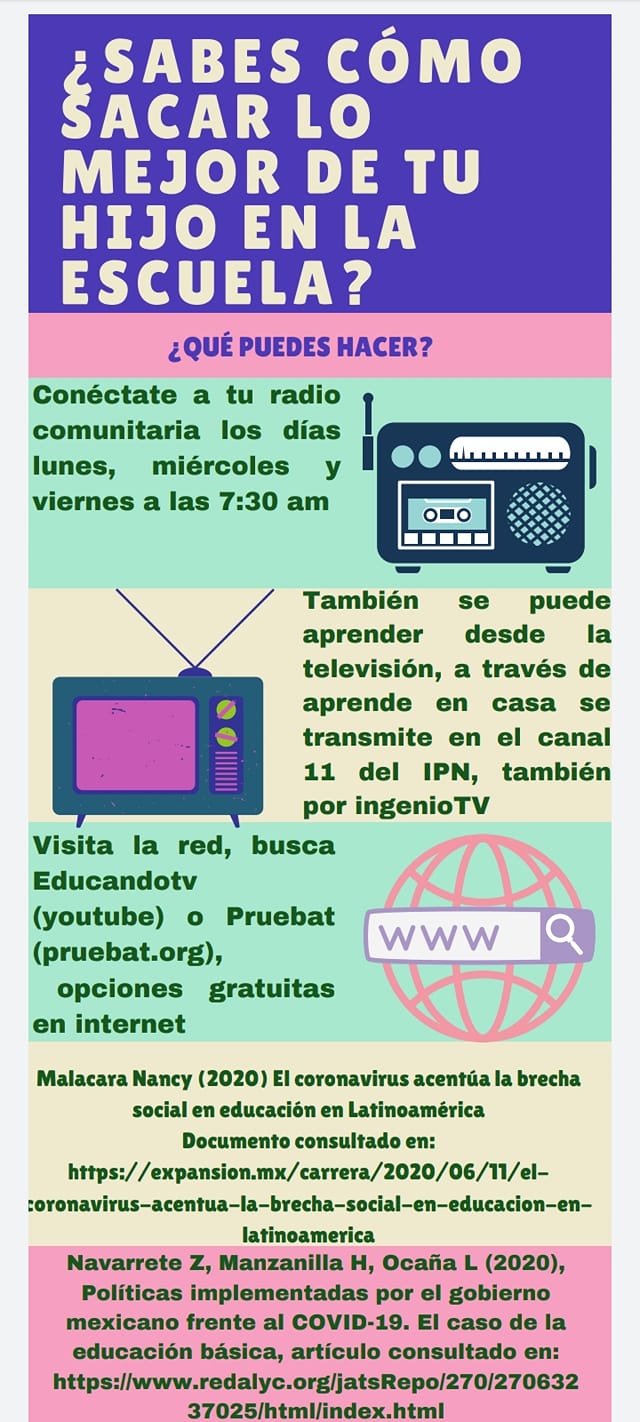 ¿SABES CÓMO
SACAR LO
MEJOR DE TU
HIJO EN LA
ESCUELA?
¿QUÉ PUEDES HACER?
Conéctate a tu radio
comunitaria los días
lunes, miércoles y
viernes a las 7:30 am
También se puede
aprender desde la
televisión, a través de
aprende en casa se
transmite en el canal
11 del IPN, también
por ingenioTV
Visita la red, busca
Educandotv
(youtube) o Pruebat
(pruebat.org),
opciones gratuitas
en internet
WWW
Malacara Nancy (2020) El coronavirus acentúa la brecha
social en educación en Latinoamérica
Documento consultado en:
https://expansion.mx/carrera/2020/06/11/el-
coronavirus-acentua-la-brecha-social-en-educacion-en-
latinoamerica
Navarrete Z, Manzanilla H, Ocaña L (2020),
Políticas implementadas por el gobierno
mexicano frente al COVID-19. El caso de la
educación básica, artículo consultado en:
https://www.redalyc.org/jatsRepo/270/270632
37025/html/index.html